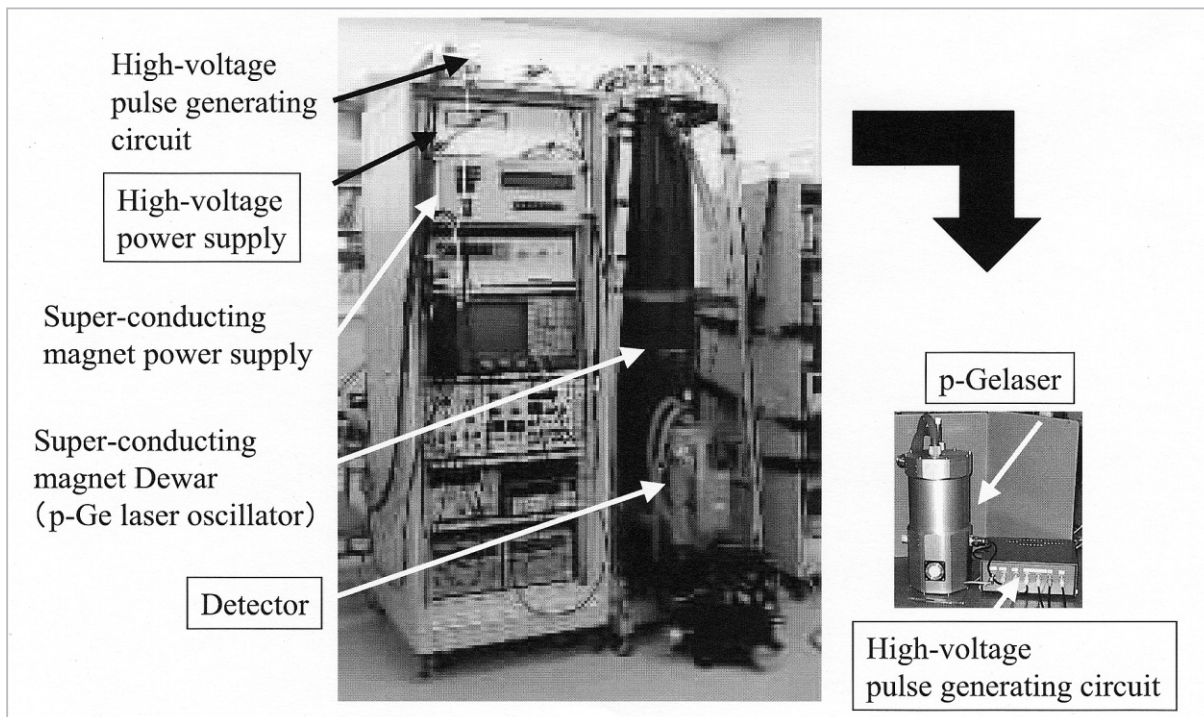 High-voltage
pulse generating
circuit
High-voltage
power supply
Super-conducting
magnet power supply
Super-conducting
magnet Dewar
（p-Ge laser oscillator）
Detector
p-Gelaser
High-voltage
pulse generating circuit